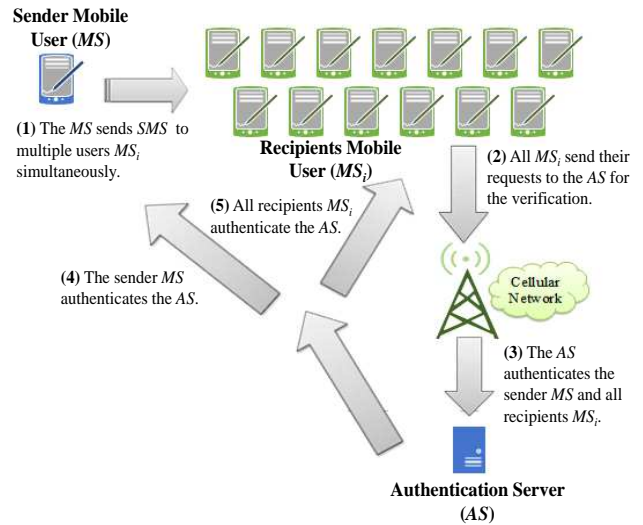 Sender Mobile
User (MS)
(1) The MS sends SMS to
multiple users MSi
simultaneously.
Recipients Mobile
User (MSi)
(2) All MSi send their
requests to the AS for
the verification.
(5) All recipients MSi
authenticate the AS.
(4) The sender MS
authenticates the AS.
Cellular
Network
(3) The AS
authenticates the
sender MS and all
recipients MSi.
Authentication Server
(AS)